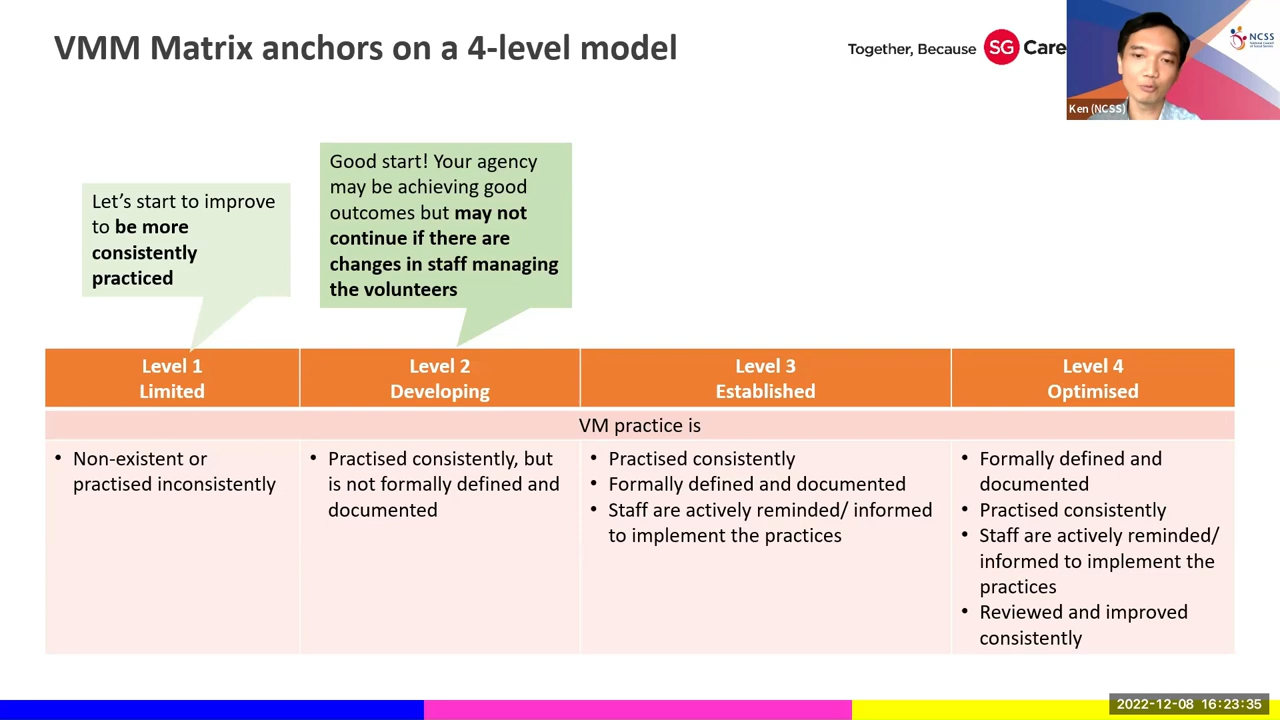 VMM Matrix anchors on a 4-level model
Together, Because SG Care
NCSS
Ken (NCSS)
Let's start to improve
to be more
consistently
practiced
Good start! Your agency
may be achieving good
outcomes but may not
continue if there are
changes in staff managing
the volunteers
Level 1
Limited
Level 2
Developing
Level 3
Established
Level 4
Optimised
VM practice is
• Non-existent or
practised inconsistently
• Practised consistently, but
is not formally defined and
documented
• Practised consistently
• Formally defined and documented
• Staff are actively reminded/ informed
to implement the practices
• Formally defined and
documented
• Practised consistently
• Staff are actively reminded/
informed to implement the
practices
• Reviewed and improved
consistently
2022-12-08 16:23:35